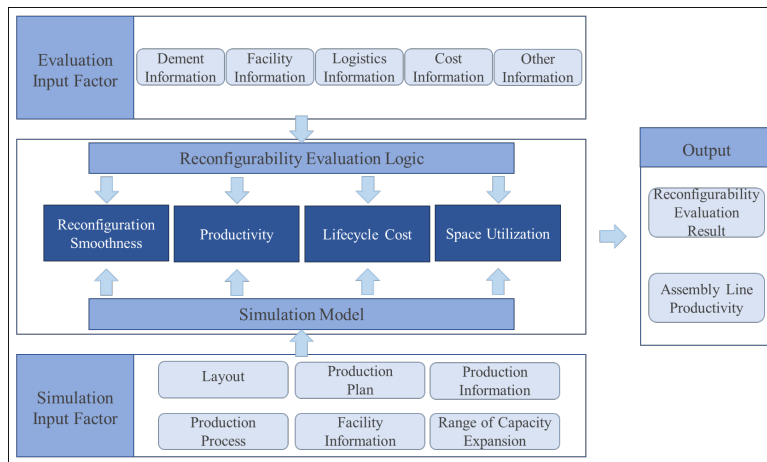 Evaluation
Input Factor
Dement
Information
Facility
Information
Logistics
Information
Cost
Information
Other
Information
Reconfigurability Evaluation Logic
Reconfiguration
Smoothness
Productivity
Lifecycle Cost
Space Utilization
Simulation Model
Simulation
Input Factor
Layout
Production
Plan
Production
Information
Production
Process
Facility
Information
Range of Capacity
Expansion
Output
Reconfigurability
Evaluation
Result
Assembly Line
Productivity